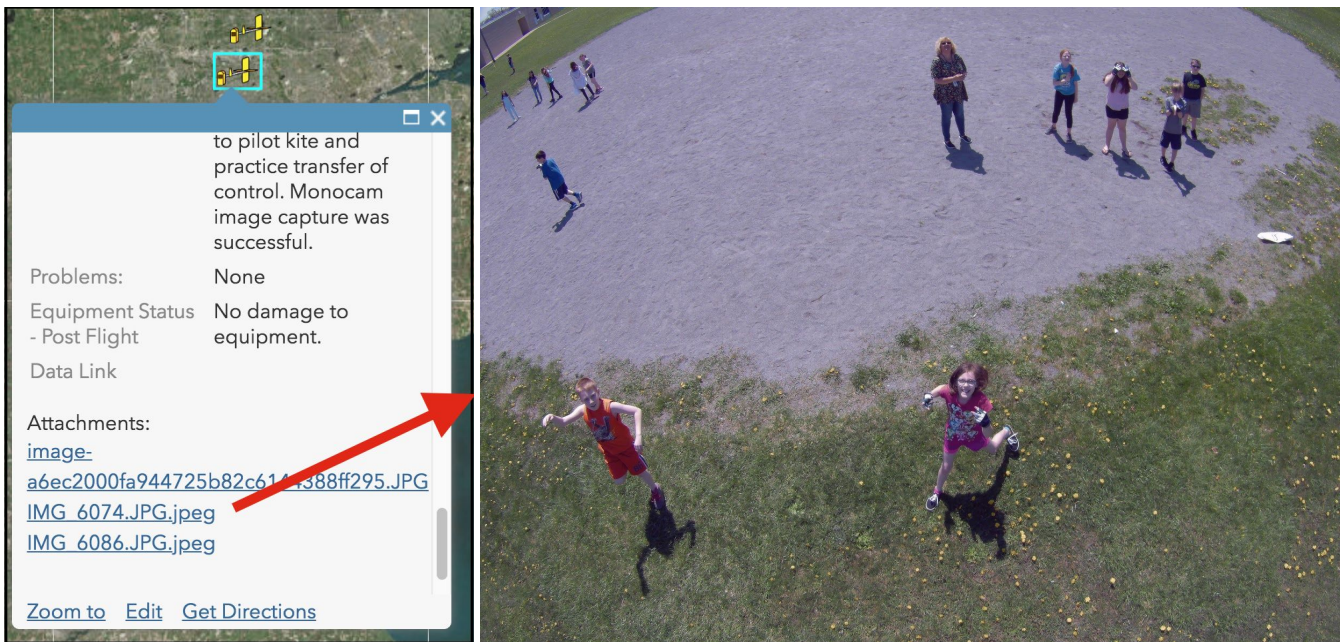 to pilot kite and
practice transfer of
control. Monocam
image capture was
successful.
Problems: None
Equipment Status No damage to
- Post Flight equipment.
Data Link
Attachments:
image-
IMG_6074.JPG.jpeg
IMG_6086.JPG.jpeg
Zoom to Edit Get Directions